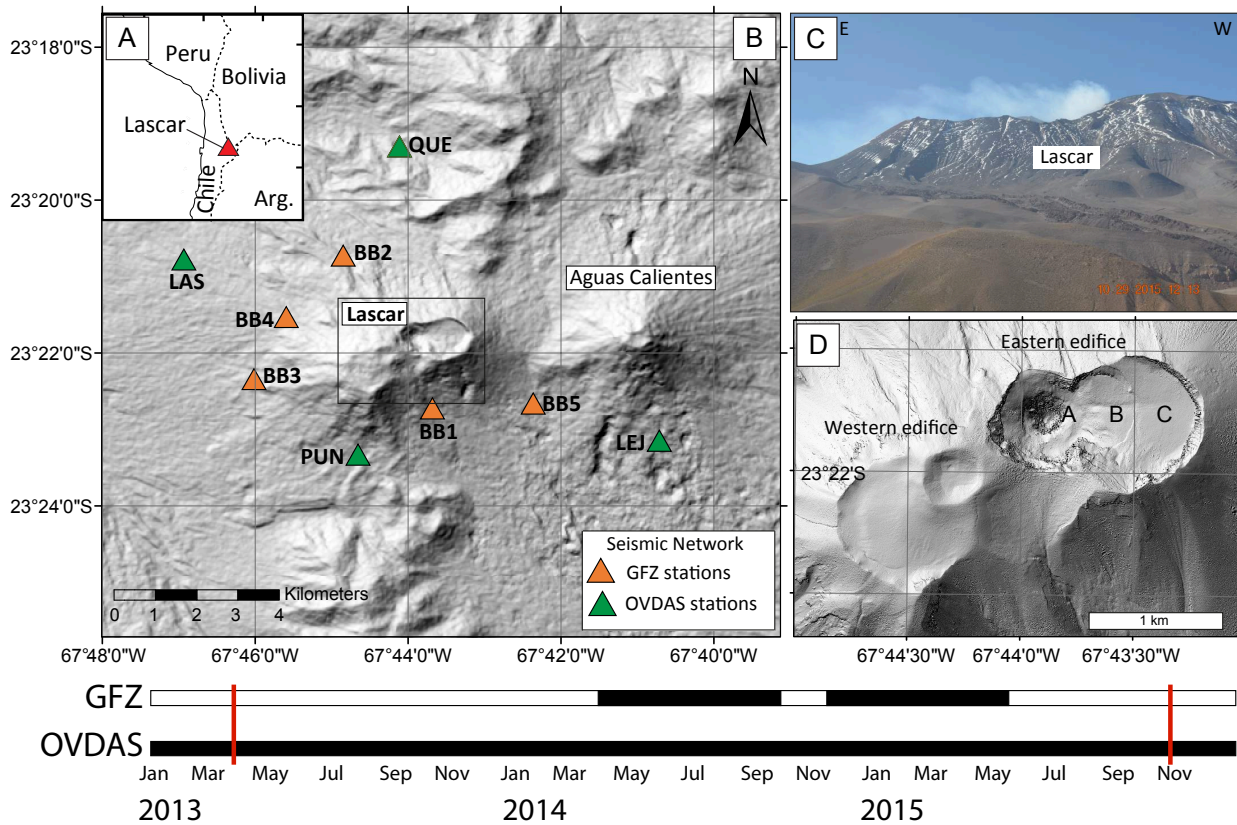 A
Peru
Bolivia
Lascar
Chile
Arg.
B
N
23°18'0"S
23°20'0"S
23°22'0"S
23°24'0"S
QUE
BB2
LAS
Aguas Calientes
BB4
Lascar
BB3
BB5
BB1
PUN
LEJ
Seismic Network
GFZ stations
OVDAS stations
Kilometers
0 1 2 3 4
67°48'0"W 67°46'0"W 67°44'0"W 67°42'0"W 67°40'0"W
C
E
W
Lascar
D
Eastern edifice
A B C
Western edifice
23°22'S
1 km
67°44'30"W 67°44'0"W 67°43'30"W
GFZ
OVDAS
Jan Mar May Jul Sep Nov Jan Mar May Jul Sep Nov Jan Mar May Jul Sep Nov
2013 2014 2015